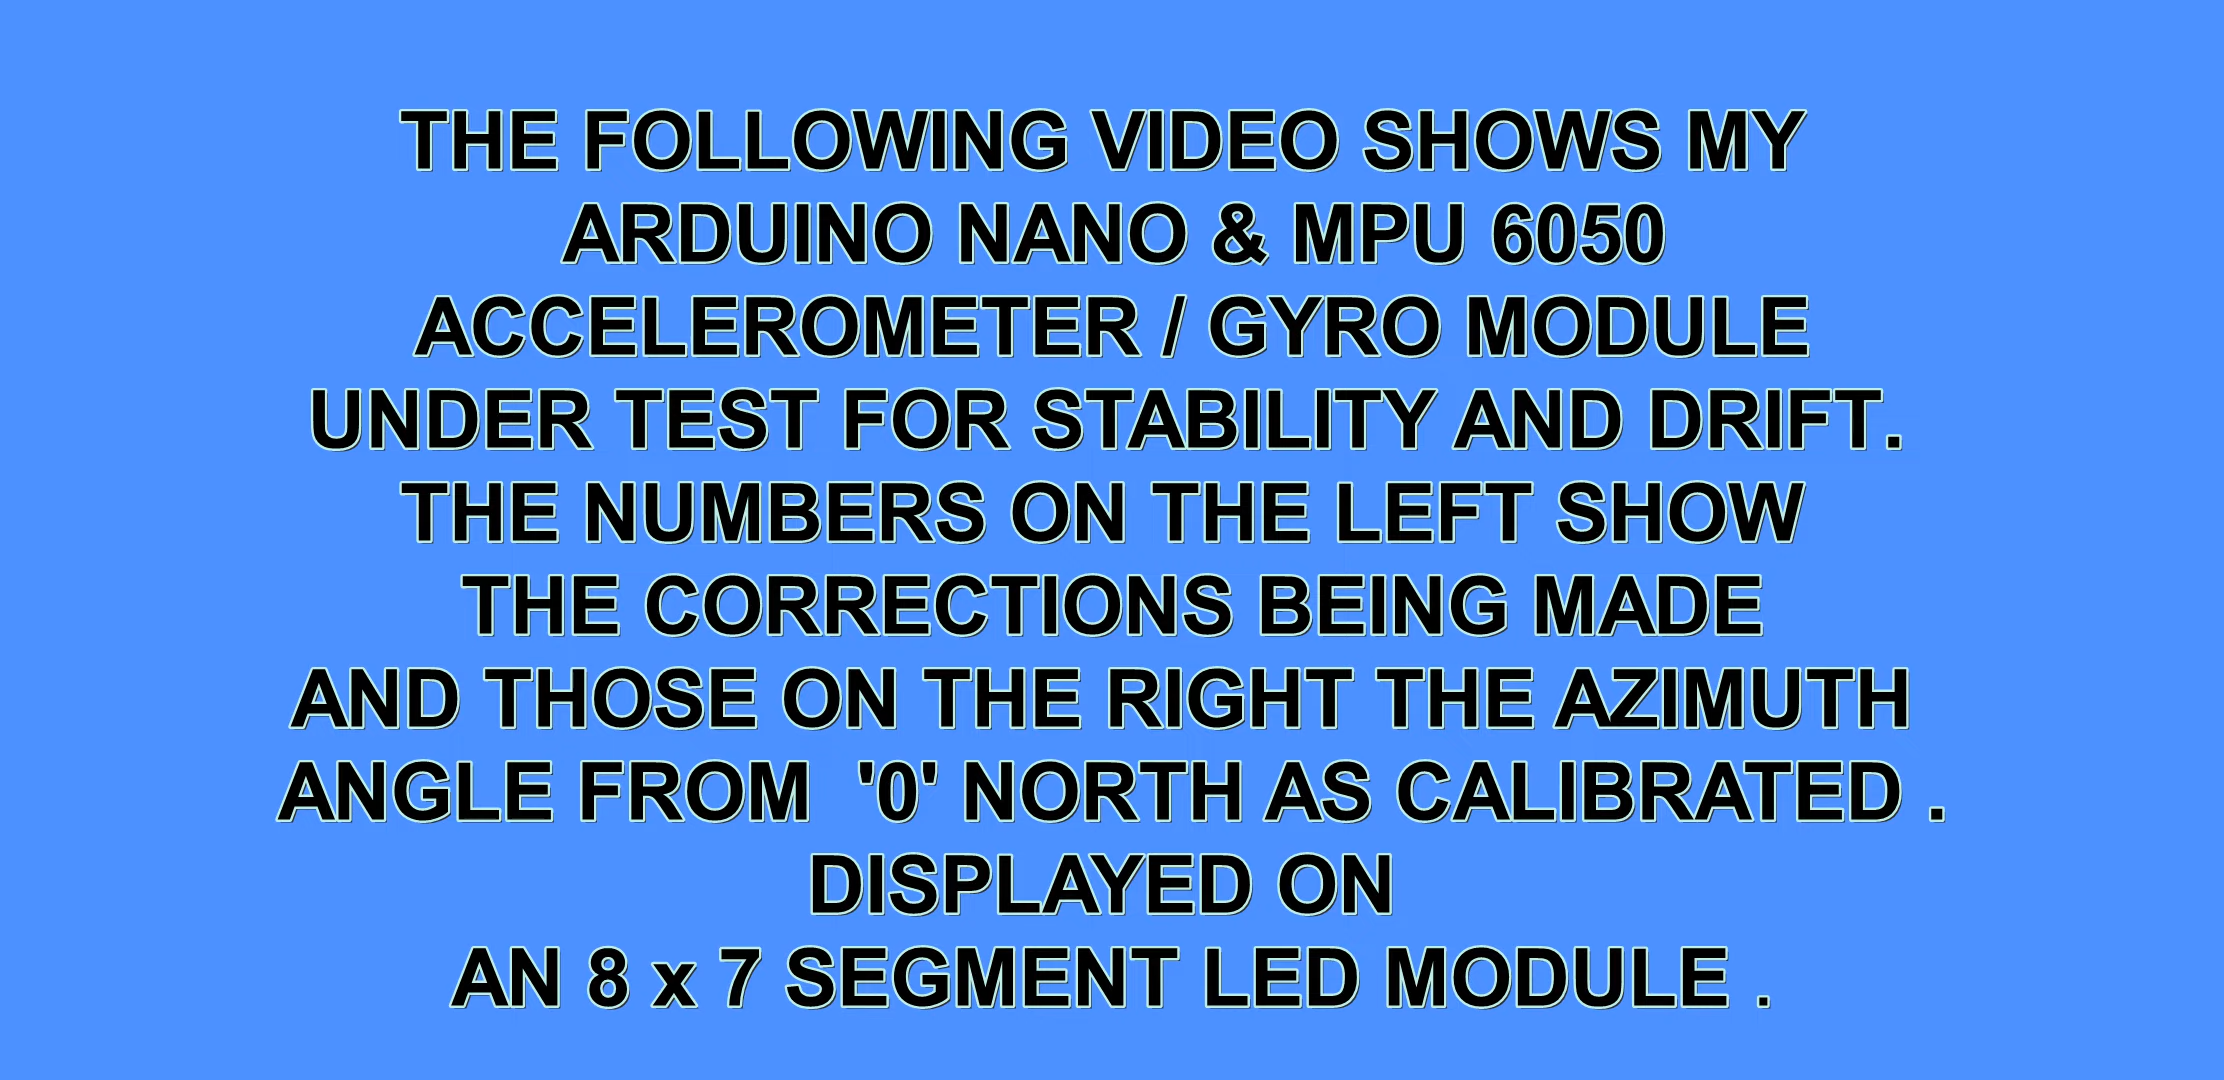 THE FOLLOWING VIDEO SHOWS MY
ARDUINO NANO & MPU 6050
ACCELEROMETER / GYRO MODULE
UNDER TEST FOR STABILITY AND DRIFT.
THE NUMBERS ON THE LEFT SHOW
THE CORRECTIONS BEING MADE
AND THOSE ON THE RIGHT THE AZIMUTH
ANGLE FROM  '0' NORTH AS CALIBRATED .
DISPLAYED ON
AN 8 x 7 SEGMENT LED MODULE .